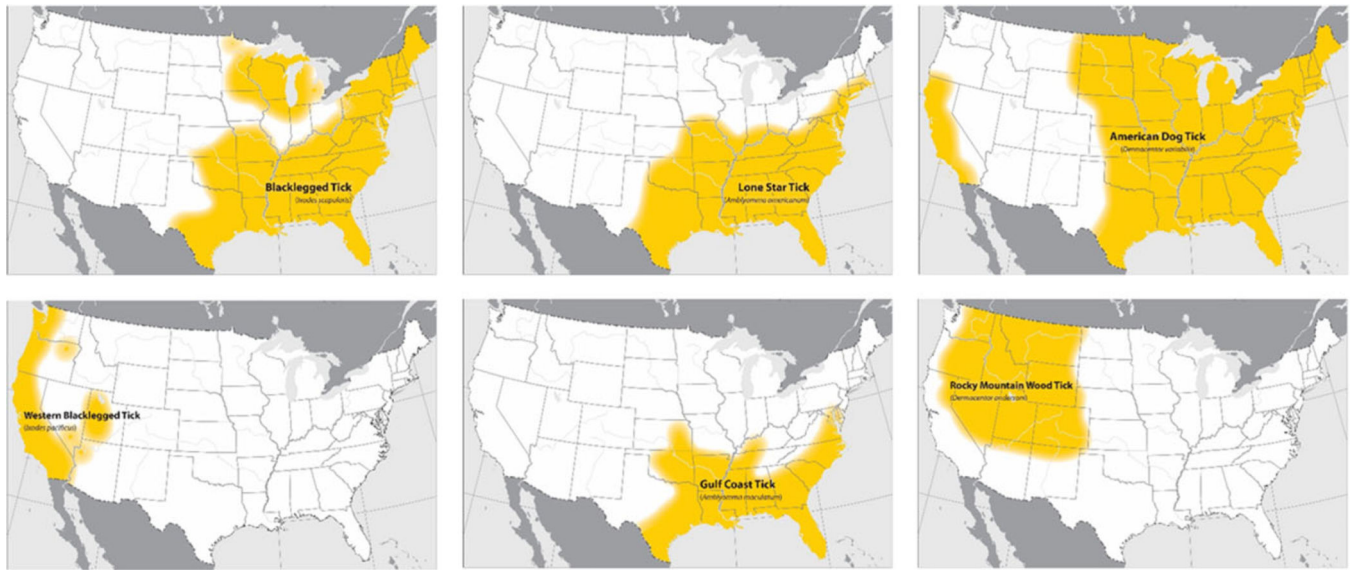 Blacklegged Tick
(Ixodes scapularis)
Lone Star Tick
(Amblyomma americanum)
American Dog Tick
(Dermacentor variabilis)
Western Blacklegged Tick
(Ixodes pacificus)
Gulf Coast Tick
(Amblyomma maculatum)
Rocky Mountain Wood Tick
(Dermacentor andersoni)